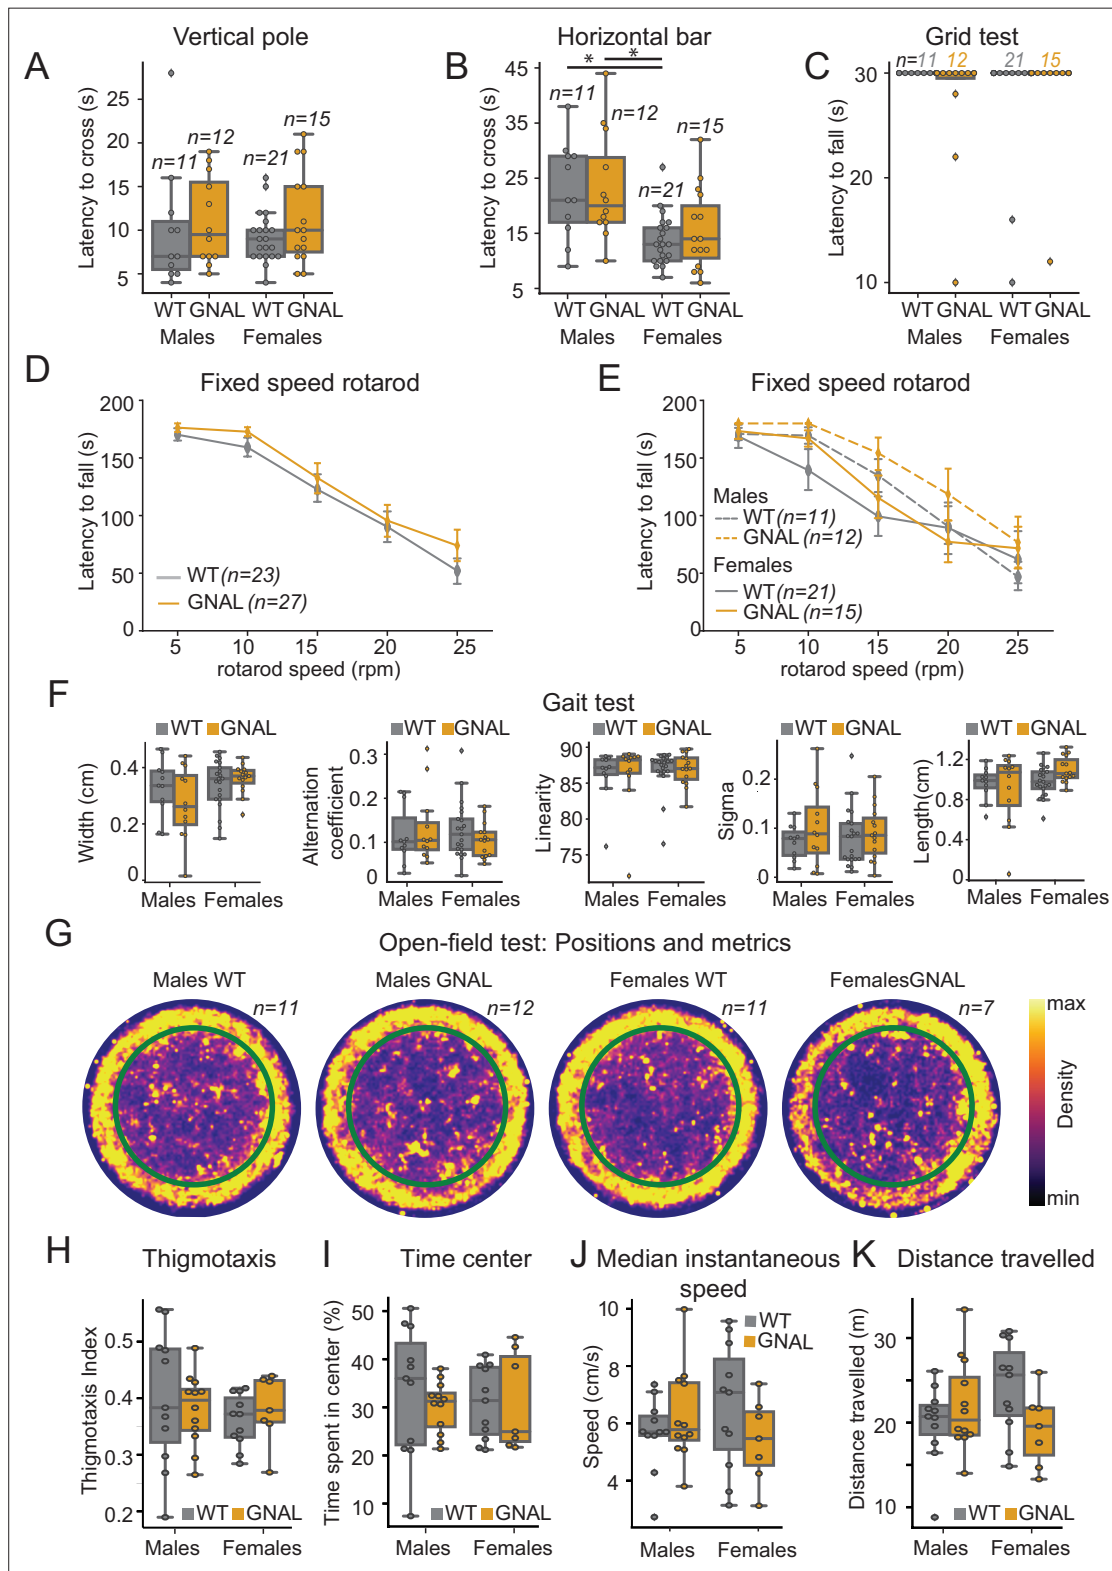 A
Vertical pole
Latency to cross (s)
25
20
15
10
5
n=11
n=12
n=21
n=15
WT GNAL WT GNAL
Males Females
B
Horizontal bar
* *
Latency to cross (s)
45
35
25
15
5
n=11
n=12
n=21
n=15
WT GNAL WT GNAL
Males Females
C
Grid test
n=11 12 21 15
Latency to fall (s)
30
20
10
WT GNAL WT GNAL
Males Females
D
Fixed speed rotarod
Latency to fall (s)
200
150
100
50
0
WT (n=23)
GNAL (n=27)
5 10 15 20 25
rotarod speed (rpm)
E
Fixed speed rotarod
Latency to fall (s)
200
150
100
50
0
Males
WT (n=11)
GNAL (n=12)
Females
WT (n=21)
GNAL (n=15)
5 10 15 20 25
rotarod speed (rpm)
F
Gait test
WT GNAL
Width (cm)
0.4
0.2
0
Males Females
WT GNAL
Alternation
coefficient
0.3
0.2
0.1
0
Males Females
WT GNAL
Linearity
90
85
80
75
Males Females
WT GNAL
Sigma
0.2
0.1
0
Males Females
WT GNAL
Length(cm)
1.2
0.6
0
Males Females
G
Open-field test: Positions and metrics
Males WT
n=11
Males GNAL
n=12
Females WT
n=11
FemalesGNAL
n=7
max
Density
min
H
Thigmotaxis
Thigmotaxis Index
0.5
0.4
0.3
0.2
WT GNAL
Males Females
I
Time center
Time spent in center (%)
50
40
30
20
10
WT GNAL
Males Females
J
Median instantaneous
speed
Speed (cm/s)
10
8
6
4
WT
GNAL
Males Females
K
Distance travelled
Distance travelled (m)
30
20
10
WT GNAL
Males Females